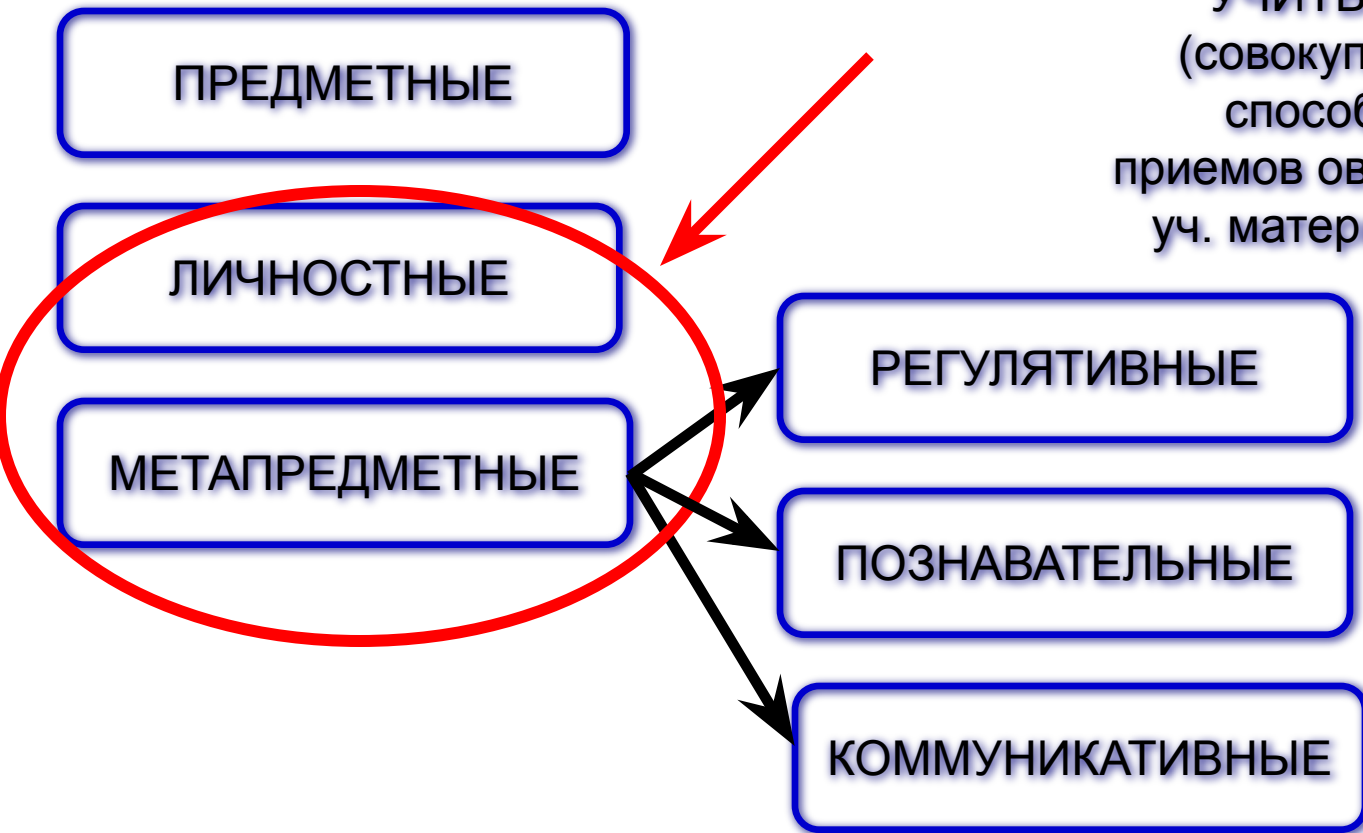 ПРЕДМЕТНЫЕ
ЛИЧНОСТНЫЕ
МЕТАПРЕДМЕТНЫЕ
приемов
уч.
РЕГУЛЯТИВНЫЕ
ПОЗНАВАТЕЛЬНЫЕ
КОММУНИКАТИВНЫЕ